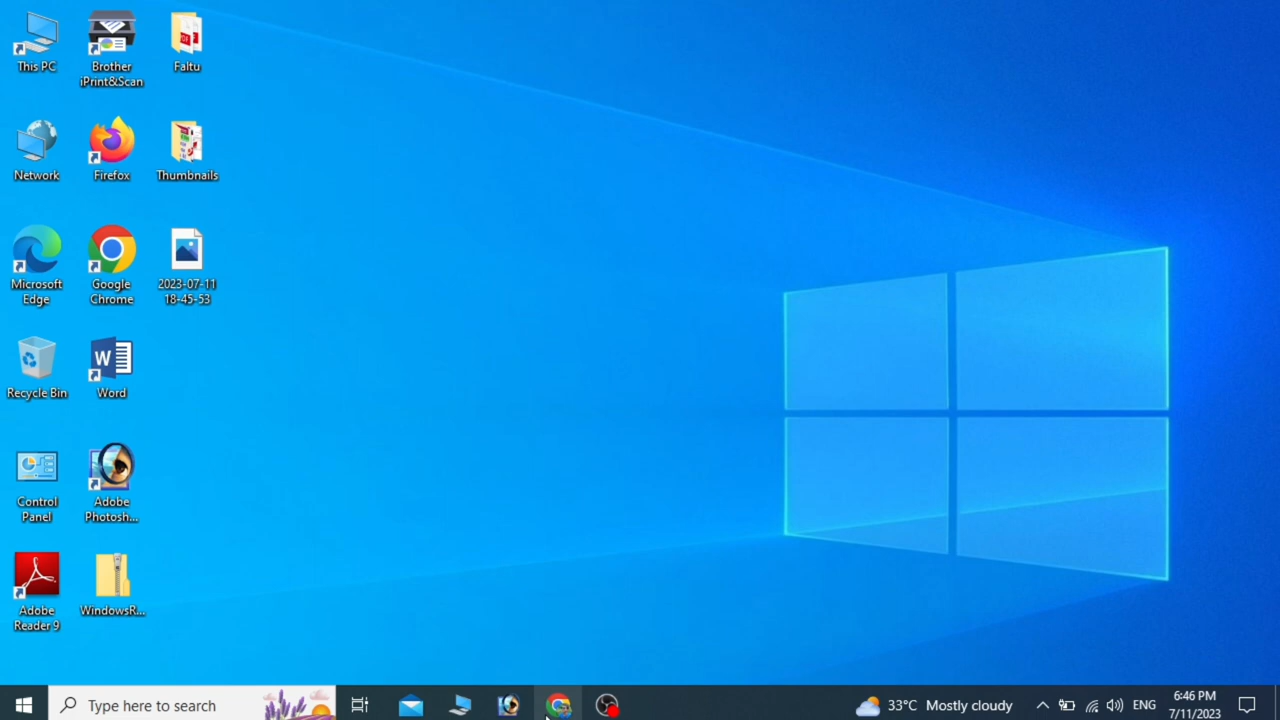 This PC
Brother
iPrint&Scan
Faltu
Network
Firefox
Thumbnails
Microsoft
Edge
Google
Chrome
2023-07-11
18-45-53
Recycle Bin
Word
Control
Panel
Adobe
Photosh...
Adobe
Reader 9
WindowsR...
Type here to search
33°C Mostly cloudy
ENG
6:46 PM
7/11/2023